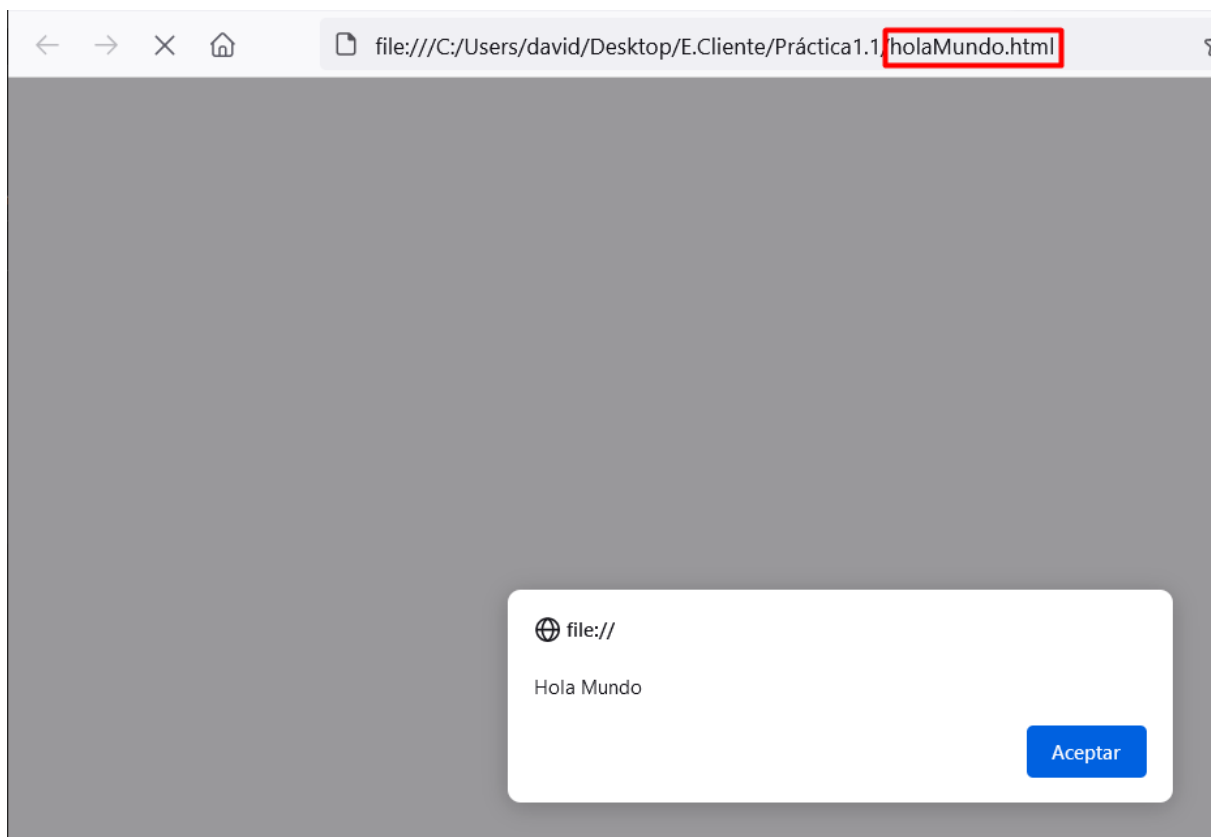 file:///C:/Users/david/Desktop/E.Cliente/Práctica1.1/holaMundo.html
file://
Hola Mundo
Aceptar